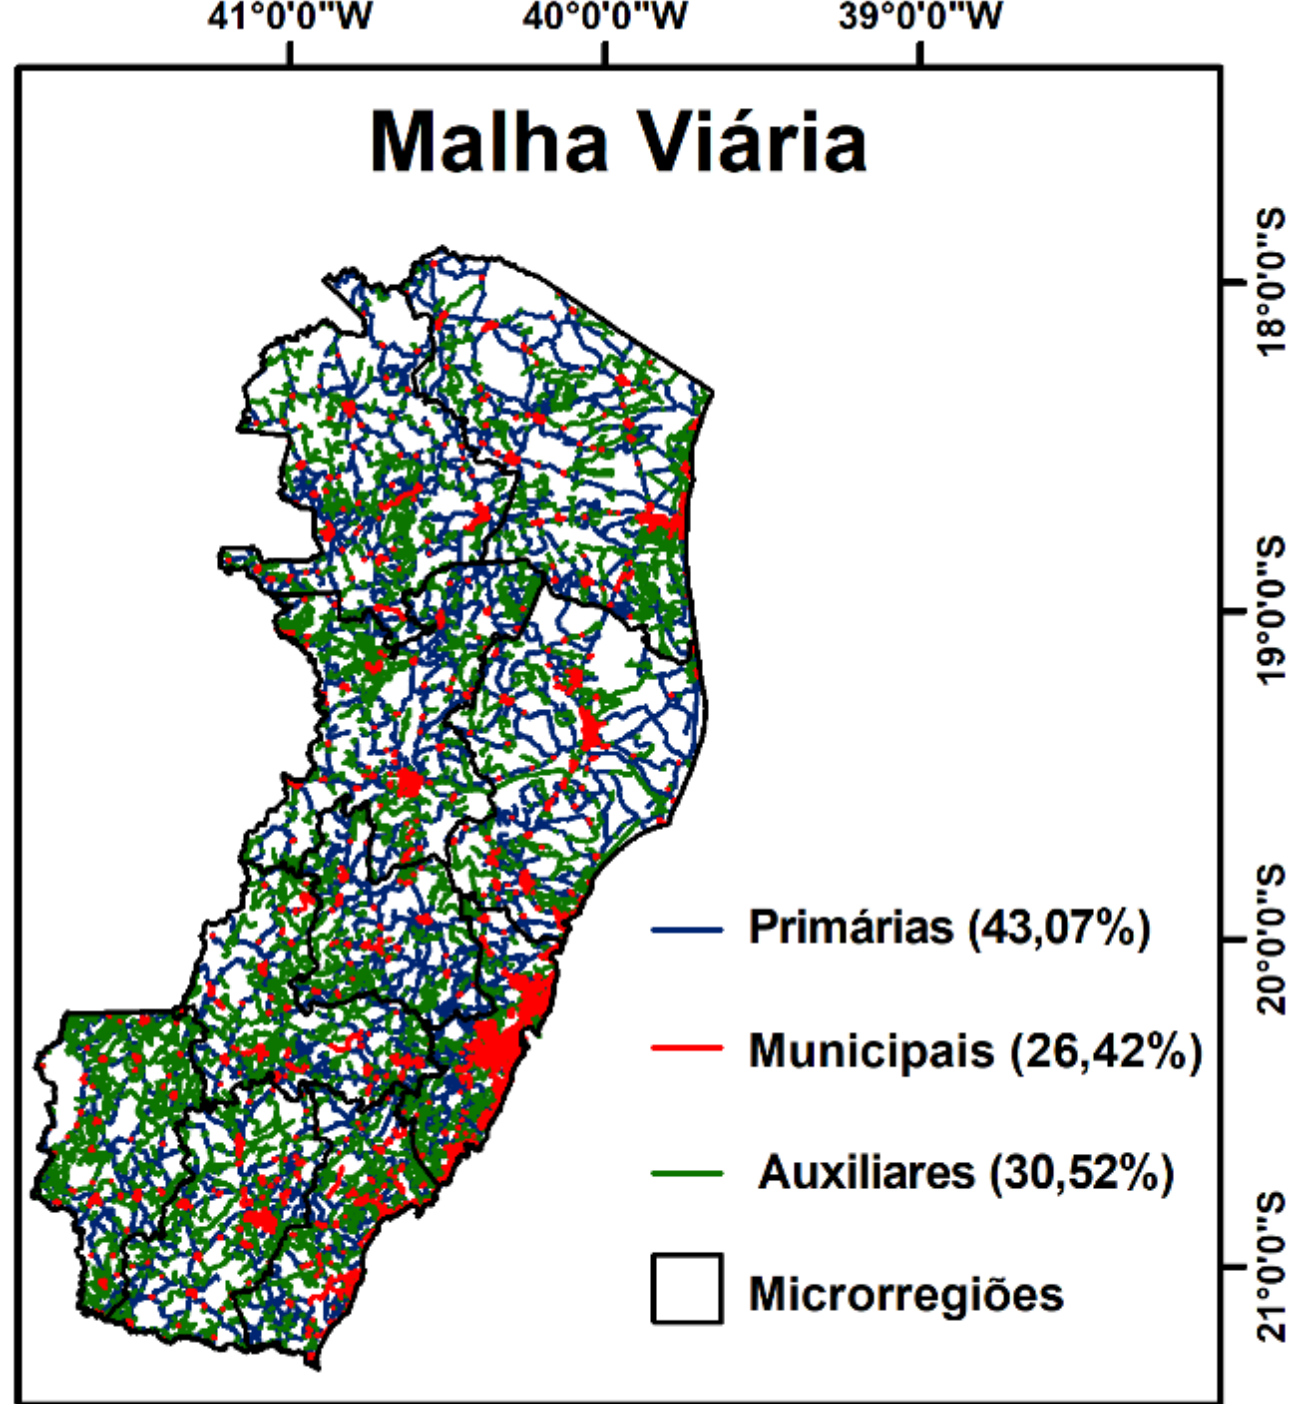 41°0'0"W 40°0'0"W 39°0'0"W
Malha Viária
18°0'0"S
19°0'0"S
20°0'0"S
Primárias (43,07%)
Municipais (26,42%)
Auxiliares (30,52%)
21°0'0"S
Microrregiões